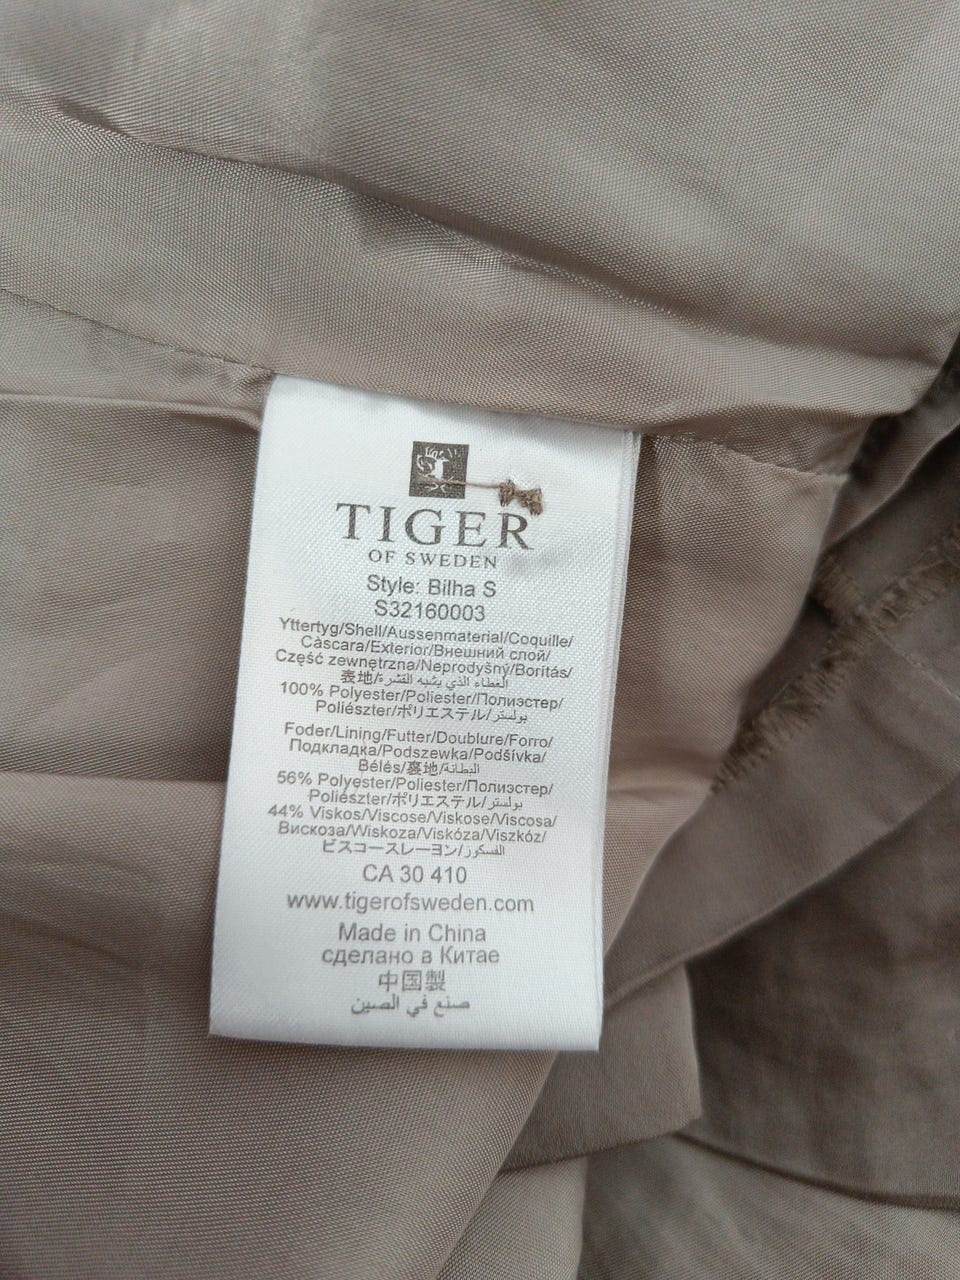 TIGER
OF SWEDEN
Style: Bilha S
S32160003
Yttertyg/Shell/Aussenmaterial/Coquille/
Càscara/Exterior/Внешний слой/
Część zewnętrzna/Neprodyšný/Boritás/
表地/الغطاء الذي يشبه القشرة
100% Polyester/Poliester/Полиэстер/
Poliészter/ポリエステル/بولستر
Foder/Lining/Futter/Doublure/Forro/
Подкладка/Podszewka/Podšívka/
Bélés/裏地/البطانة
56% Polyester/Poliester/Полиэстер/
Poliészter/ポリエステル/بولستر
44% Viskos/Viscose/Viskose/Viscosa/
Вискоза/Wiskoza/Viskóza/Viszkóz/
ビスコースレーヨン/الفسكوز
CA 30 410
www.tigerofsweden.com
Made in China
сделано в Китае
中国製
صنع في الصين